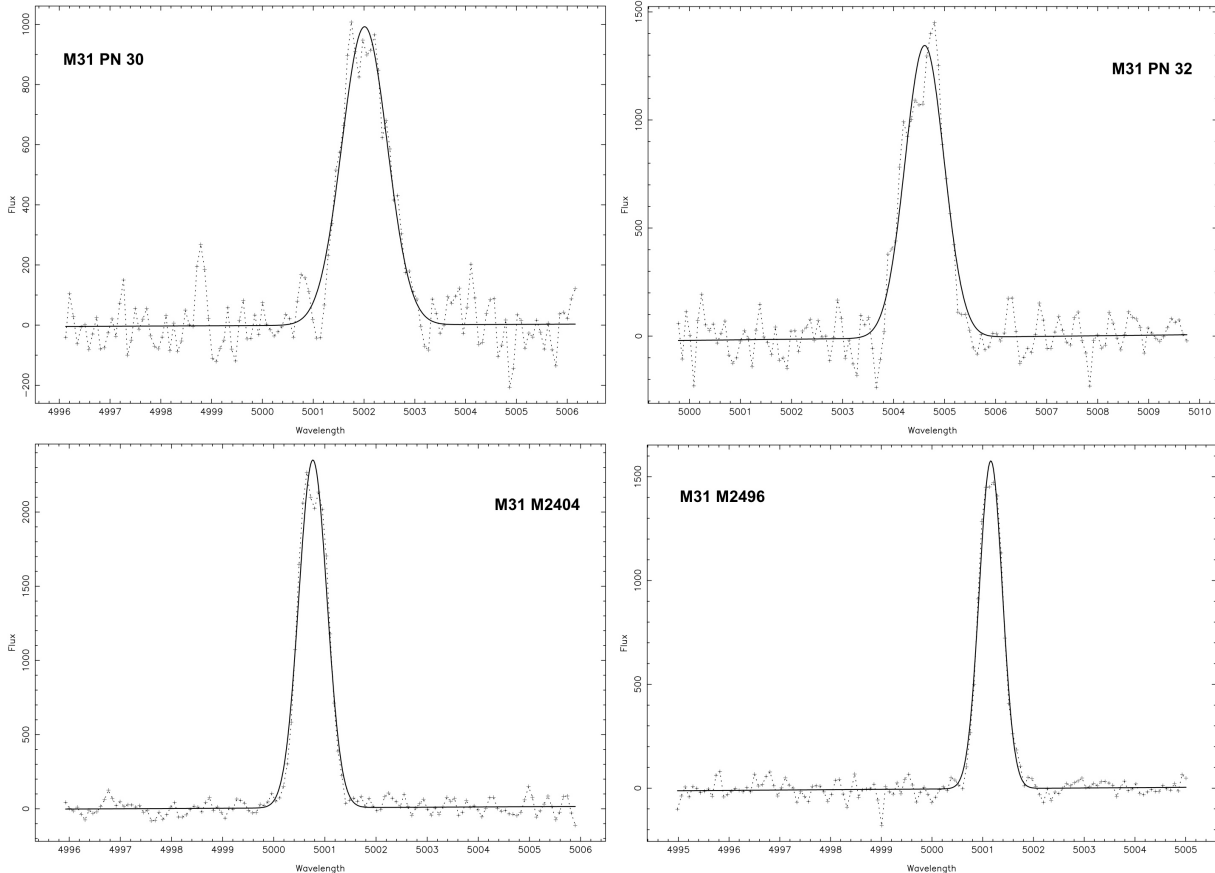 M31 PN 30
Flux
1000
800
600
400
200
0
−200
4996 4997 4998 4999 5000 5001 5002 5003 5004 5005 5006
Wavelength
M31 PN 32
Flux
1500
1000
500
0
5000 5001 5002 5003 5004 5005 5006 5007 5008 5009 5010
Wavelength
M31 M2404
Flux
2000
1500
1000
500
0
4996 4997 4998 4999 5000 5001 5002 5003 5004 5005 5006
Wavelength
M31 M2496
Flux
1500
1000
500
0
4995 4996 4997 4998 4999 5000 5001 5002 5003 5004 5005
Wavelength